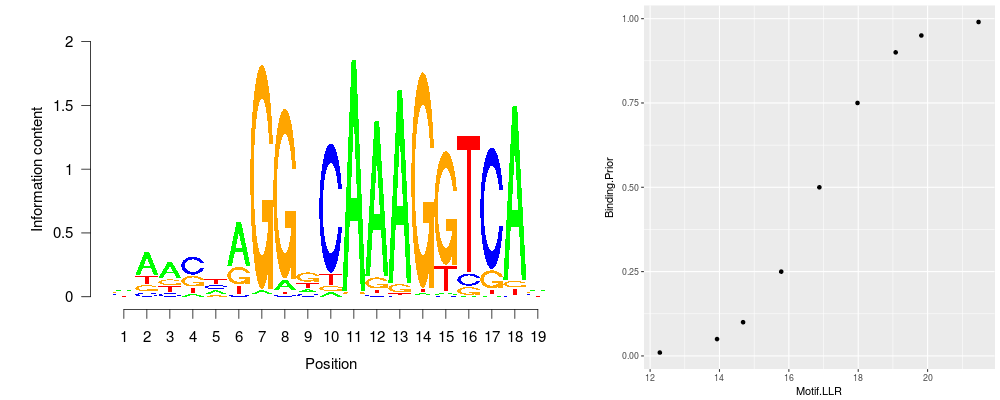 2
1.5
1
0.5
0
Information content
1 2 3 4 5 6 7 8 9 10 11 12 13 14 15 16 17 18 19
Position
A A C A G G C A A A G G T C A
1.00
0.75
0.50
0.25
0.00
Binding.Prior
12 14 16 18 20
Motif.LLR